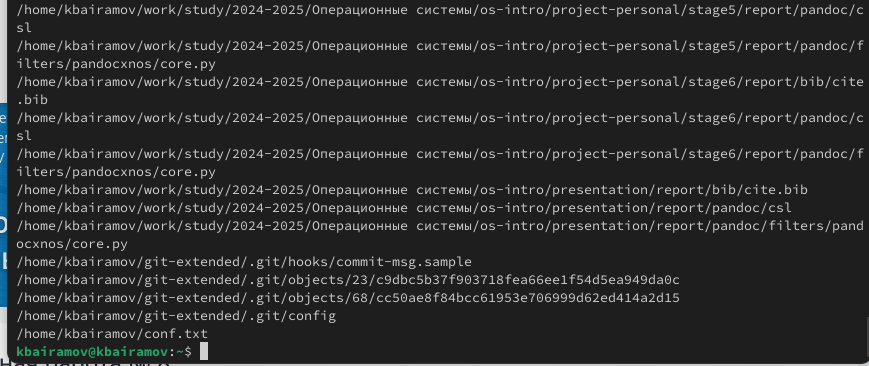 /home/kbairamov/work/study/2024-2025/Операционные системы/os-intro/project-personal/stage5/report/pandoc/c
sl
/home/kbairamov/work/study/2024-2025/Операционные системы/os-intro/project-personal/stage5/report/pandoc/f
ilters/pandocxnos/core.py
/home/kbairamov/work/study/2024-2025/Операционные системы/os-intro/project-personal/stage6/report/bib/cite
.bib
/home/kbairamov/work/study/2024-2025/Операционные системы/os-intro/project-personal/stage6/report/pandoc/c
sl
/home/kbairamov/work/study/2024-2025/Операционные системы/os-intro/project-personal/stage6/report/pandoc/f
ilters/pandocxnos/core.py
/home/kbairamov/work/study/2024-2025/Операционные системы/os-intro/presentation/report/bib/cite.bib
/home/kbairamov/work/study/2024-2025/Операционные системы/os-intro/presentation/report/pandoc/csl
/home/kbairamov/work/study/2024-2025/Операционные системы/os-intro/presentation/report/pandoc/filters/pand
ocxnos/core.py
/home/kbairamov/git-extended/.git/hooks/commit-msg.sample
/home/kbairamov/git-extended/.git/objects/23/c9dbc5b37f903718fea66ee1f54d5ea949da0c
/home/kbairamov/git-extended/.git/objects/68/cc50ae8f84bcc61953e706999d62ed414a2d15
/home/kbairamov/git-extended/.git/config
/home/kbairamov/conf.txt
kbairamov@kbairamov:~$